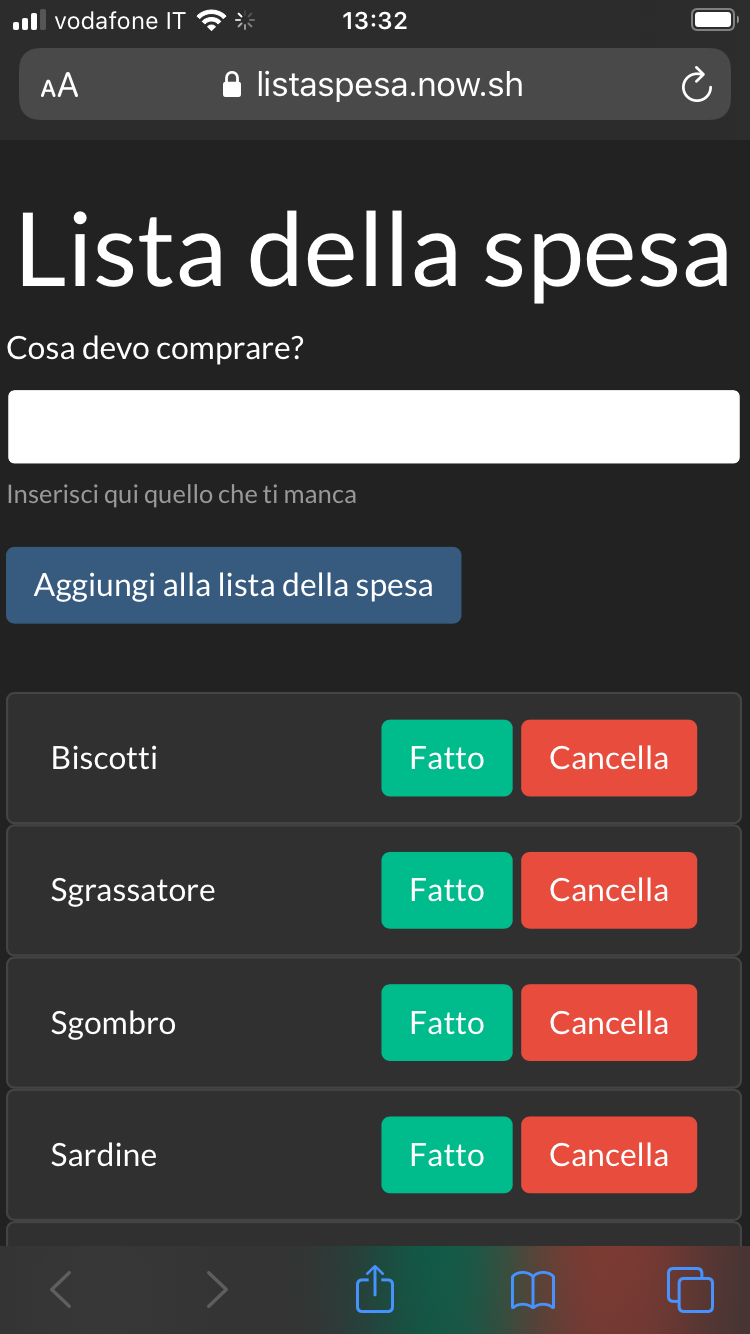 vodafone IT 13:32
AA listaspesa.now.sh
Lista della spesa
Cosa devo comprare?
Inserisci qui quello che ti manca
Aggiungi alla lista della spesa
Biscotti Fatto Cancella
Sgrassatore Fatto Cancella
Sgombro Fatto Cancella
Sardine Fatto Cancella